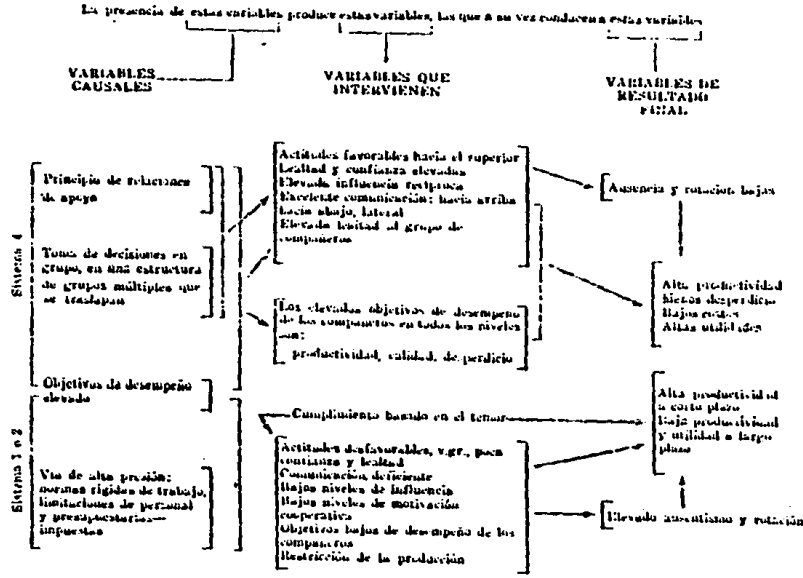 La presencia de estas variables produce estas variables, las que a su vez conducen a estas variables
VARIABLES
CAUSALES
VARIABLES QUE
INTERVIENEN
VARIABLES DE
RESULTADO
FINAL
Sistema 4
Principio de relaciones
de apoyo
Toma de decisiones en
grupo, en una estructura
de grupos múltiples que
se traslapan
Objetivos de desempeño
elevado
Actitudes favorables hacia el superior
Lealtad y confianza elevadas
Elevada influencia recíproca
Excelente comunicación: hacia arriba
hacia abajo, lateral
Elevada lealtad al grupo de
compañeros
Los elevados objetivos de desempeño
de los compañeros en todos los niveles
son:
productividad, calidad, desperdicio
Ausencia y rotación bajas
Alta productividad
Menos desperdicio
Bajos costos
Altas utilidades
Sistema 1 o 2
Vía de alta presión:
normas rígidas de trabajo,
limitaciones de personal
y presupuestarias—
impuestas
Cumplimiento basado en el temor
Actitudes desfavorables, v.gr., poca
confianza y lealtad
Comunicación deficiente
Bajos niveles de influencia
Bajos niveles de motivación
cooperativa
Objetivos bajos de desempeño de los
compañeros
Restricción de la producción
Alta productividad
a corto plazo
Baja productividad
y utilidad a largo
plazo
Elevado ausentismo y rotación